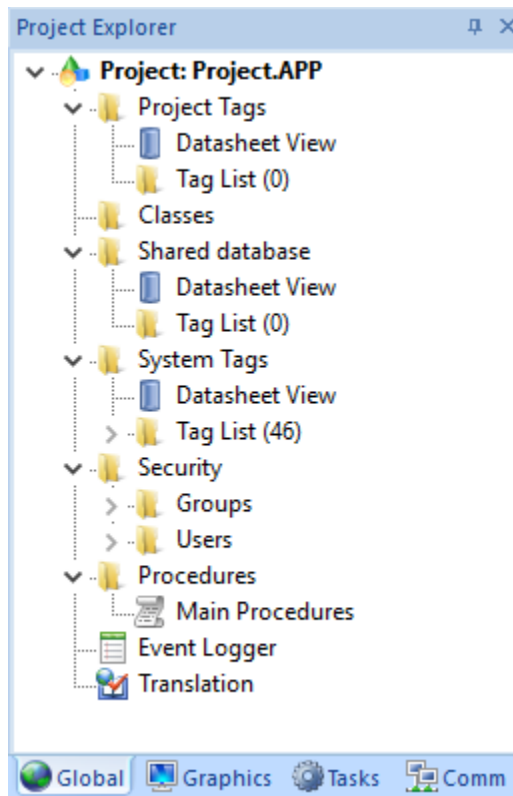 Project Explorer
Project: Project.APP
Project Tags
Datasheet View
Tag List (0)
Classes
Shared database
Datasheet View
Tag List (0)
System Tags
Datasheet View
Tag List (46)
Security
Groups
Users
Procedures
Main Procedures
Event Logger
Translation
Global Graphics Tasks Comm